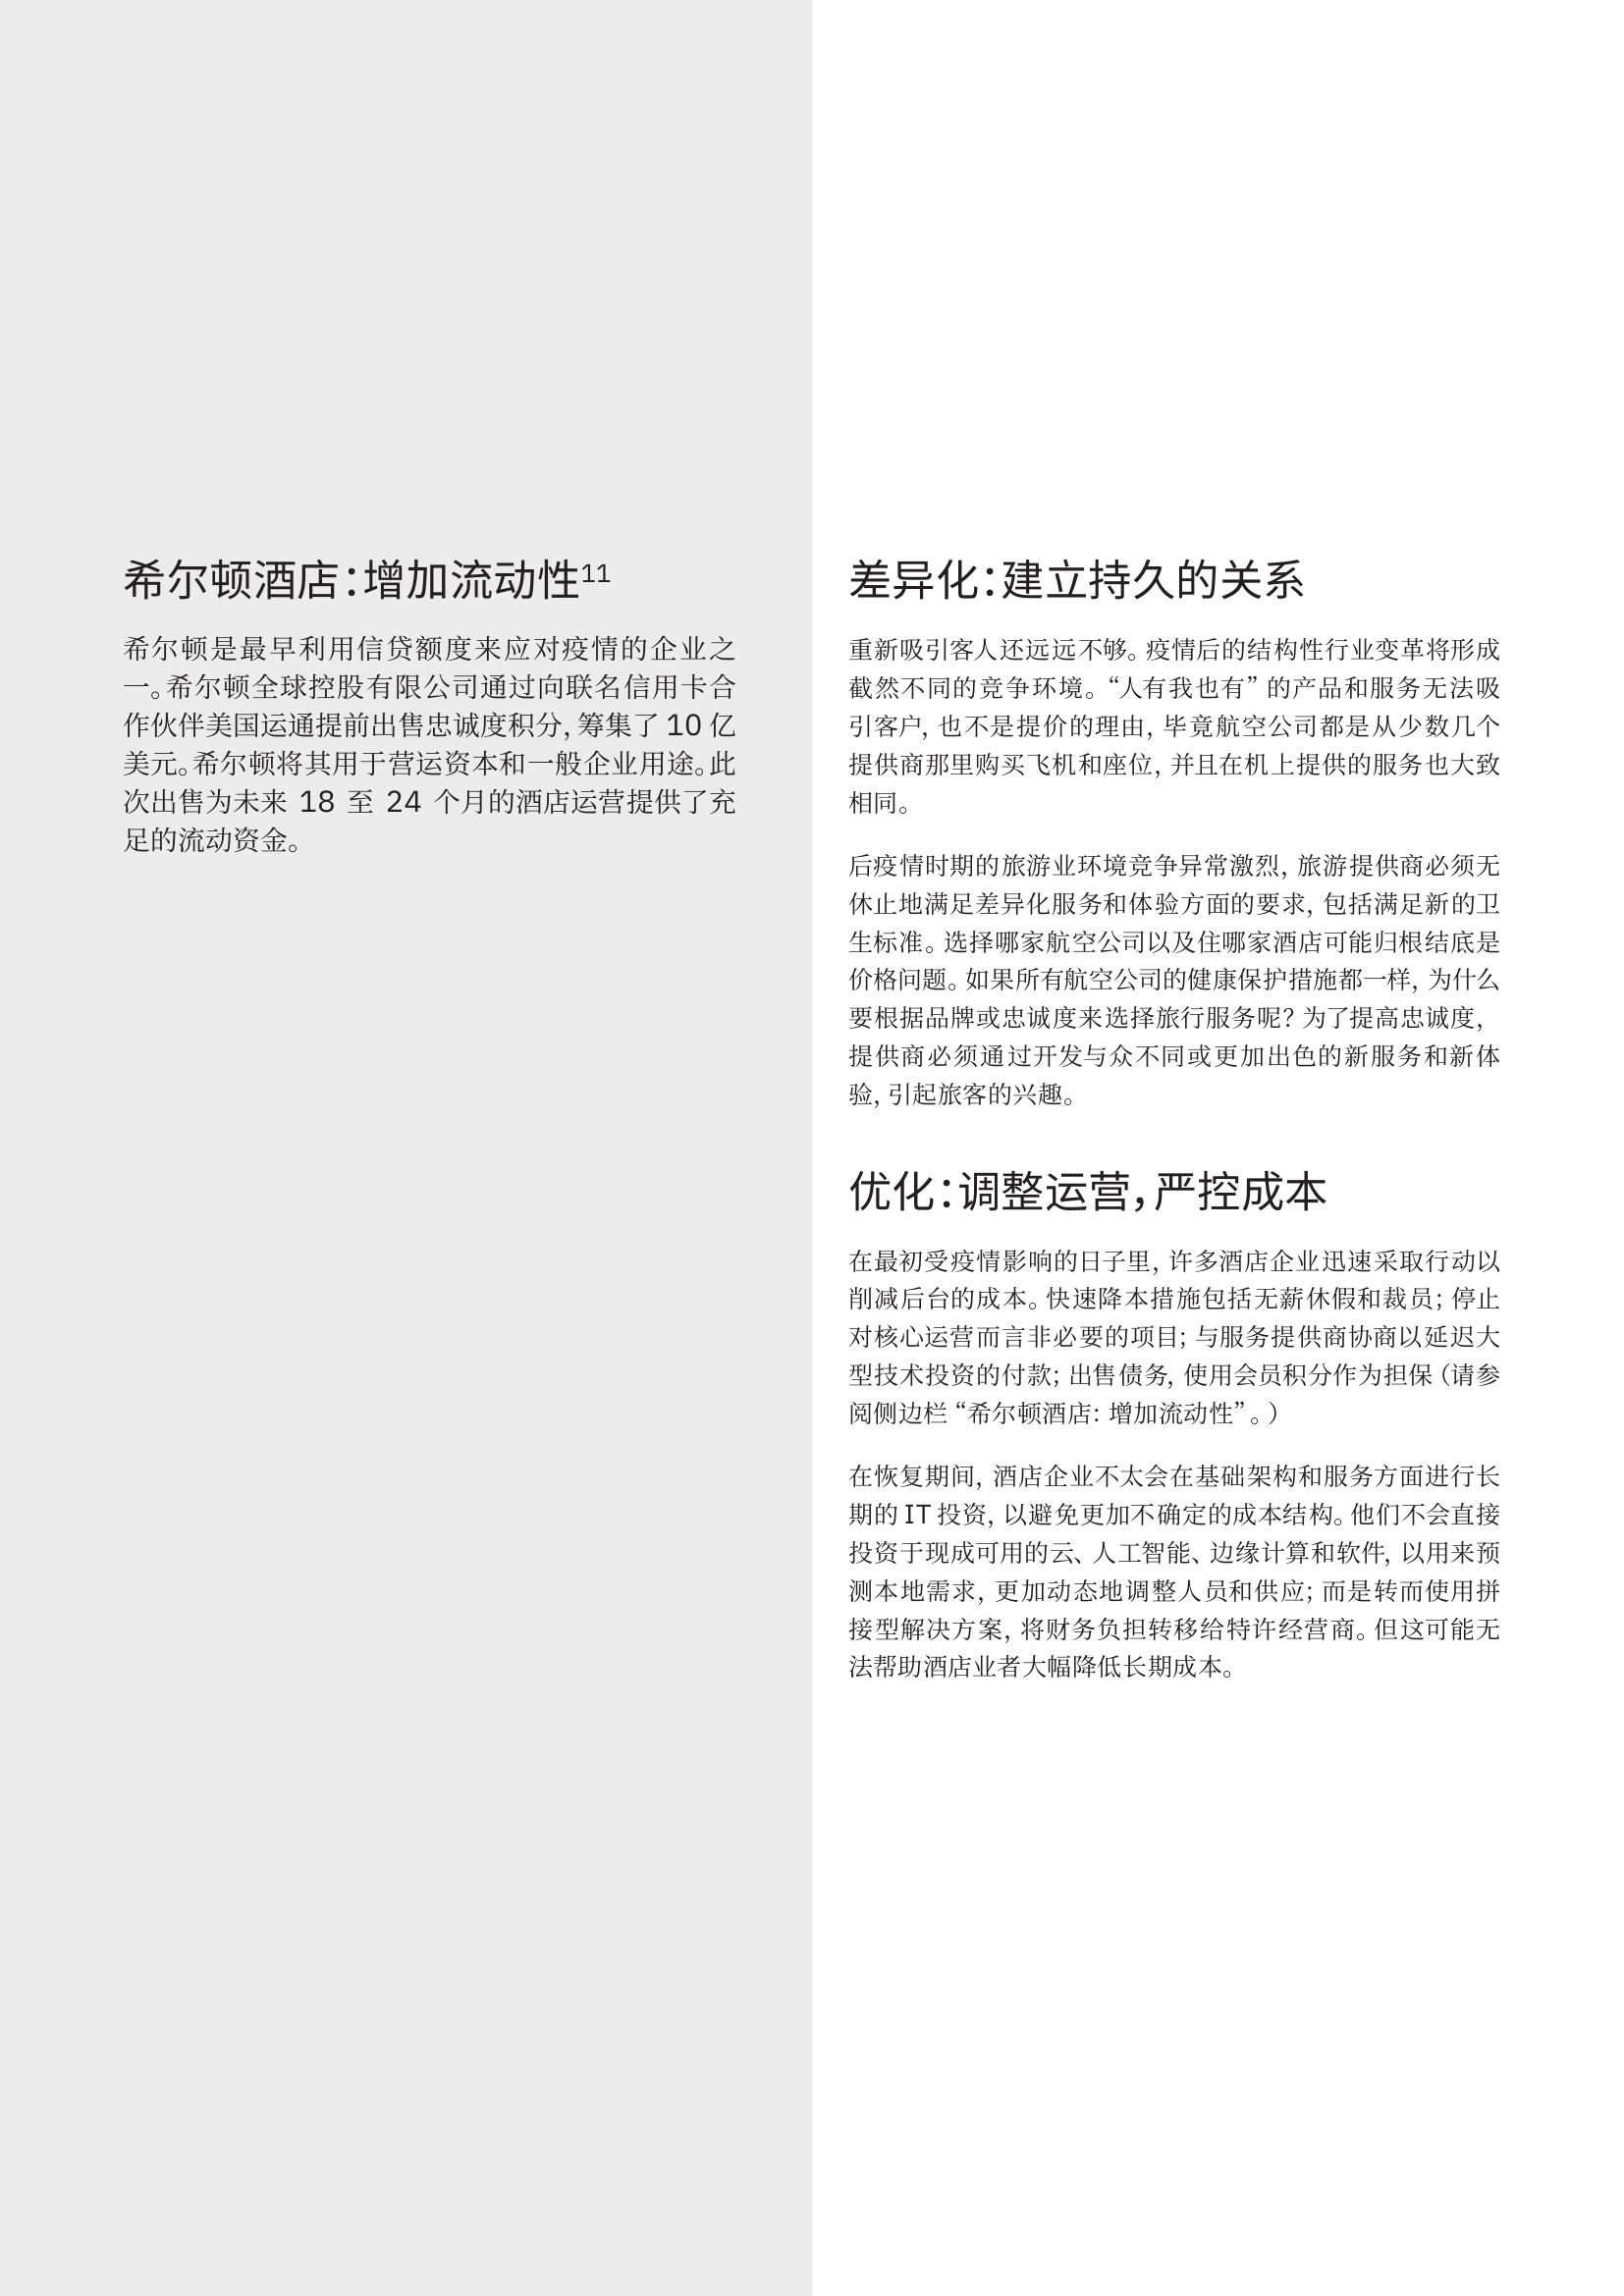 希尔顿酒店：增加流动性11
希尔顿是最早利用信贷额度来应对疫情的企业之
一。希尔顿全球控股有限公司通过向联名信用卡合
作伙伴美国运通提前出售忠诚度积分，筹集了 10 亿
美元。希尔顿将其用于营运资本和一般企业用途。此
次出售为未来 18 至 24 个月的酒店运营提供了充
足的流动资金。
差异化：建立持久的关系
重新吸引客人还远远不够。疫情后的结构性行业变革将形成
截然不同的竞争环境。“人有我也有” 的产品和服务无法吸
引客户，也不是提价的理由，毕竟航空公司都是从少数几个
提供商那里购买飞机和座位，并且在机上提供的服务也大致
相同。
后疫情时期的旅游业环境竞争异常激烈，旅游提供商必须无
休止地满足差异化服务和体验方面的要求，包括满足新的卫
生标准。选择哪家航空公司以及住哪家酒店可能归根结底是
价格问题。如果所有航空公司的健康保护措施都一样，为什么
要根据品牌或忠诚度来选择旅行服务呢？为了提高忠诚度，
提供商必须通过开发与众不同或更加出色的新服务和新体
验，引起旅客的兴趣。
优化：调整运营，严控成本
在最初受疫情影响的日子里，许多酒店企业迅速采取行动以
削减后台的成本。快速降本措施包括无薪休假和裁员；停止
对核心运营而言非必要的项目；与服务提供商协商以延迟大
型技术投资的付款；出售债务，使用会员积分作为担保（请参
阅侧边栏 “希尔顿酒店：增加流动性” 。）
在恢复期间，酒店企业不太会在基础架构和服务方面进行长
期的 IT 投资，以避免更加不确定的成本结构。他们不会直接
投资于现成可用的云、人工智能、边缘计算和软件，以用来预
测本地需求，更加动态地调整人员和供应；而是转而使用拼
接型解决方案，将财务负担转移给特许经营商。但这可能无
法帮助酒店业者大幅降低长期成本。